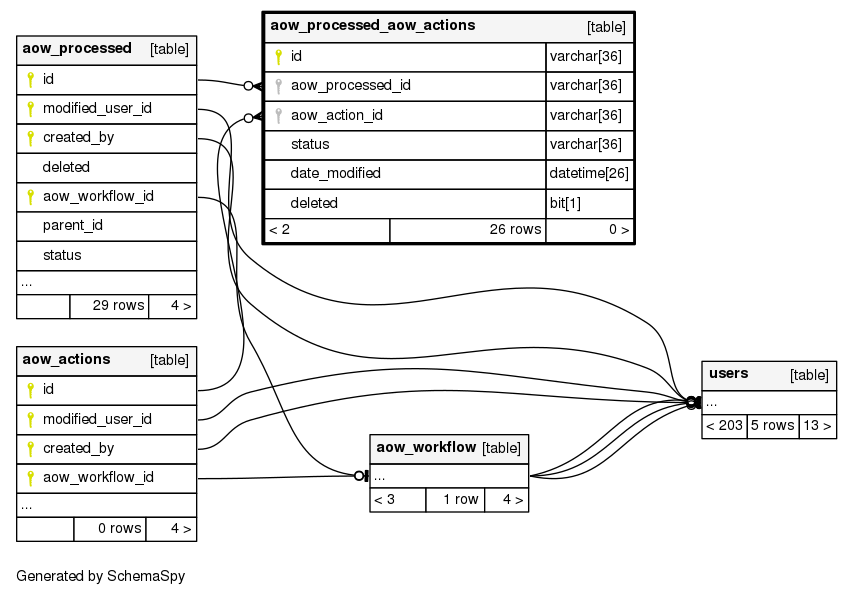 aow_processed [table]
id
modified_user_id
created_by
deleted
aow_workflow_id
parent_id
status
...
29 rows 4 >
aow_processed_aow_actions [table]
id varchar[36]
aow_processed_id varchar[36]
aow_action_id varchar[36]
status varchar[36]
date_modified datetime[26]
deleted bit[1]
< 2 26 rows 0 >
aow_actions [table]
id
modified_user_id
created_by
aow_workflow_id
...
0 rows 4 >
aow_workflow [table]
...
< 3 1 row 4 >
users [table]
...
< 203 5 rows 13 >
Generated by SchemaSpy